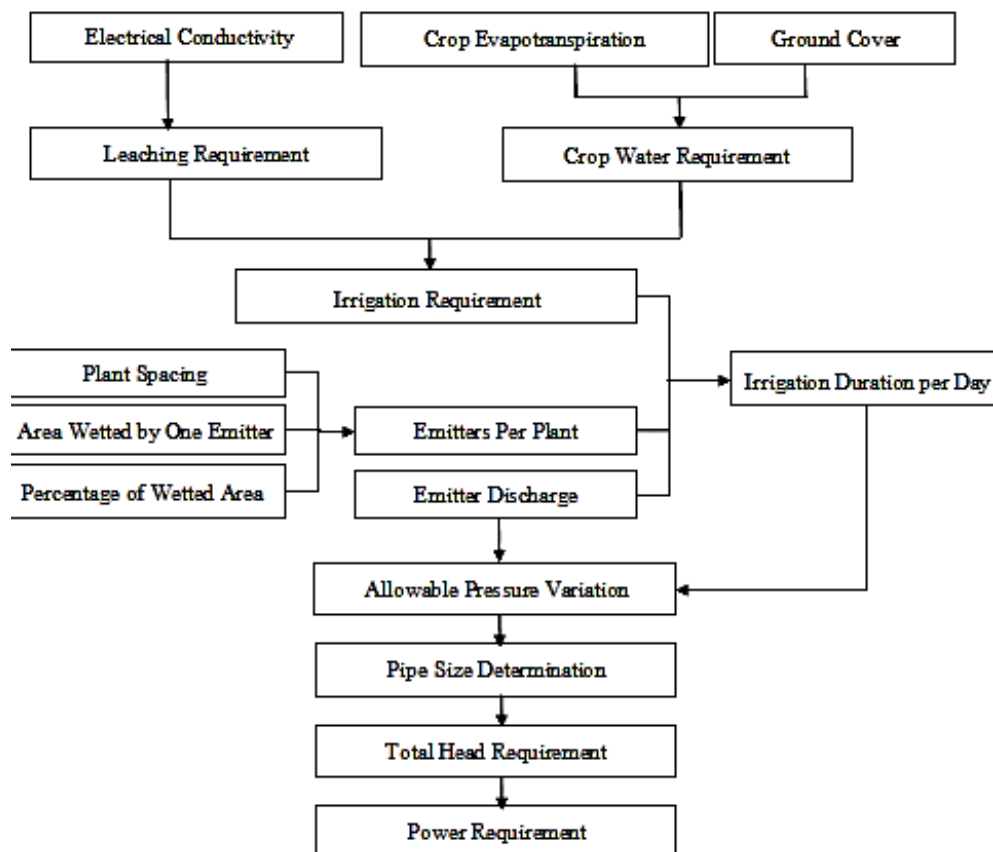 Electrical Conductivity
Crop Evapotranspiration
Ground Cover
Leaching Requirement
Crop Water Requirement
Irrigation Requirement
Plant Spacing
Irrigation Duration per Day
Area Wetted by One Emitter
Emitters Per Plant
Percentage of Wetted Area
Emitter Discharge
Allowable Pressure Variation
Pipe Size Determination
Total Head Requirement
Power Requirement